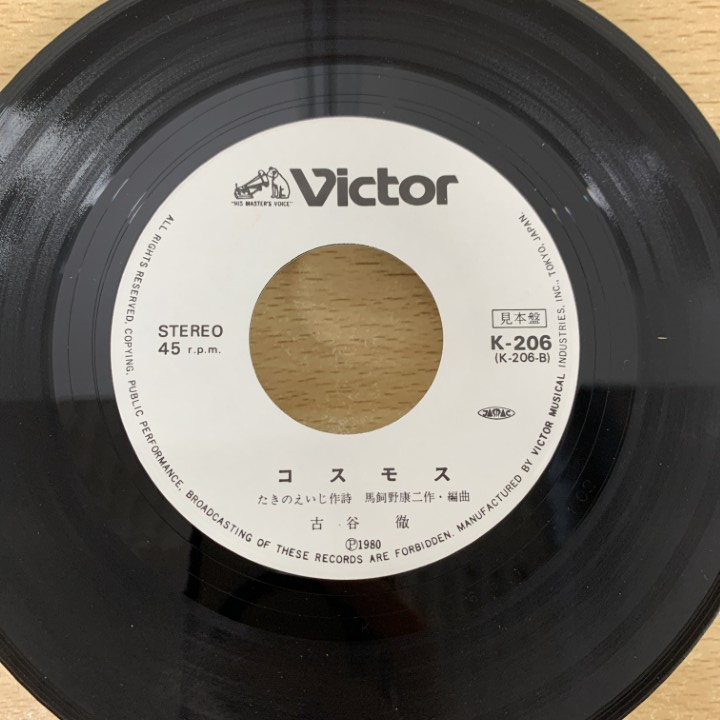 Victor
"HIS MASTER'S VOICE"
STEREO
45 r.p.m.
見本盤
K-206
(K-206-B)
JASRAC
コスモス
たきのえいじ作詩 馬飼野康二作・編曲
古谷 徹
Ⓟ1980
ALL RIGHTS RESERVED, COPYING, PUBLIC PERFORMANCE, BROADCASTING OF THESE RECORDS ARE FORBIDDEN. MANUFACTURED BY VICTOR MUSICAL INDUSTRIES, INC., TOKYO, JAPAN.